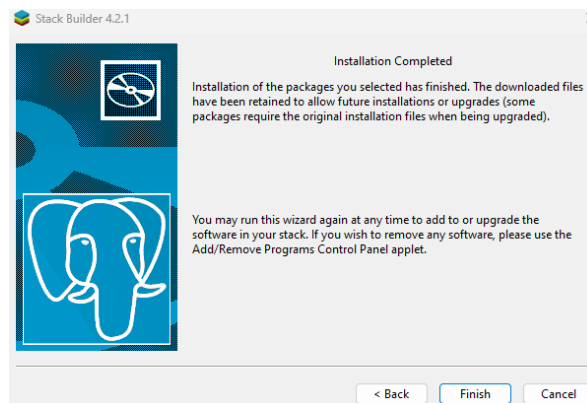 Stack Builder 4.2.1
Installation Completed
Installation of the packages you selected has finished. The downloaded files
have been retained to allow future installations or upgrades (some
packages require the original installation files when being upgraded).
You may run this wizard again at any time to add to or upgrade the
software in your stack. If you wish to remove any software, please use the
Add/Remove Programs Control Panel applet.
< Back
Finish
Cancel